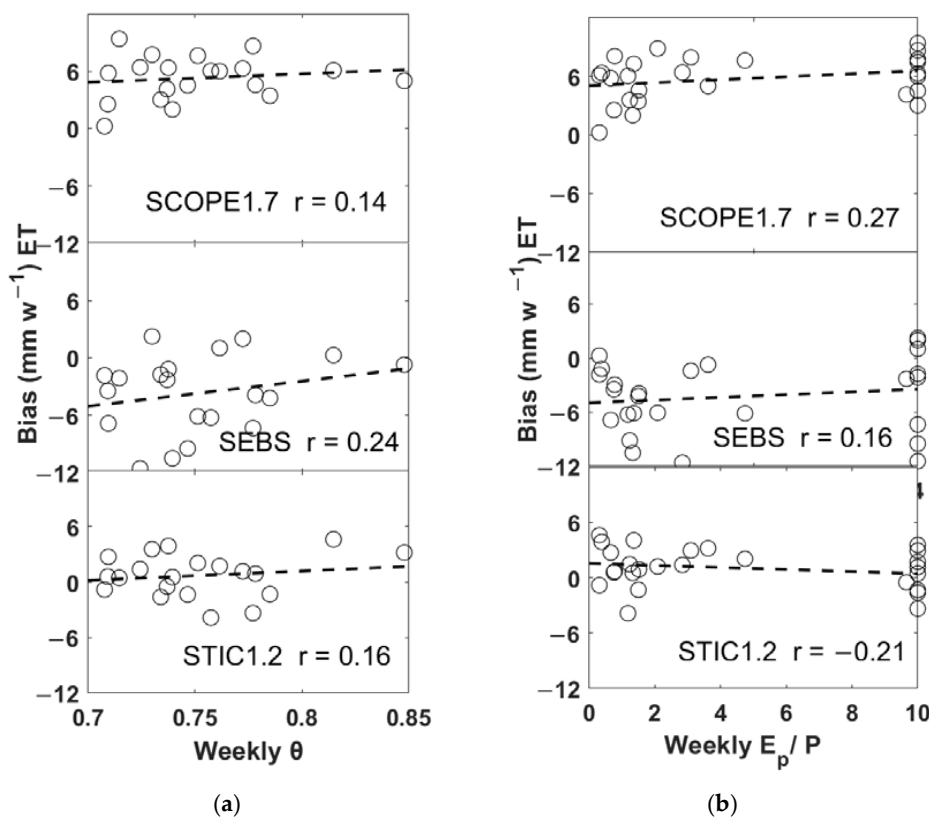 6
0
−6
SCOPE1.7 r = 0.14
−12
6
0
−6
SEBS r = 0.24
−12
6
0
−6
STIC1.2 r = 0.16
−12
0.7 0.75 0.8 0.85
Weekly θ
Bias (mm w⁻¹) ET
(a)
6
0
−6
SCOPE1.7 r = 0.27
−12
6
0
−6
SEBS r = 0.16
−12
6
0
−6
STIC1.2 r = −0.21
−12
0 2 4 6 8 10
Weekly Eₚ/ P
Bias (mm w⁻¹) ET
(b)